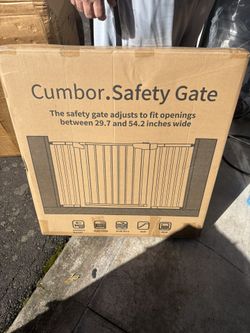 Cumbor.Safety Gate
The safety gate adjusts to fit openings
between 29.7 and 54.2 inches wide